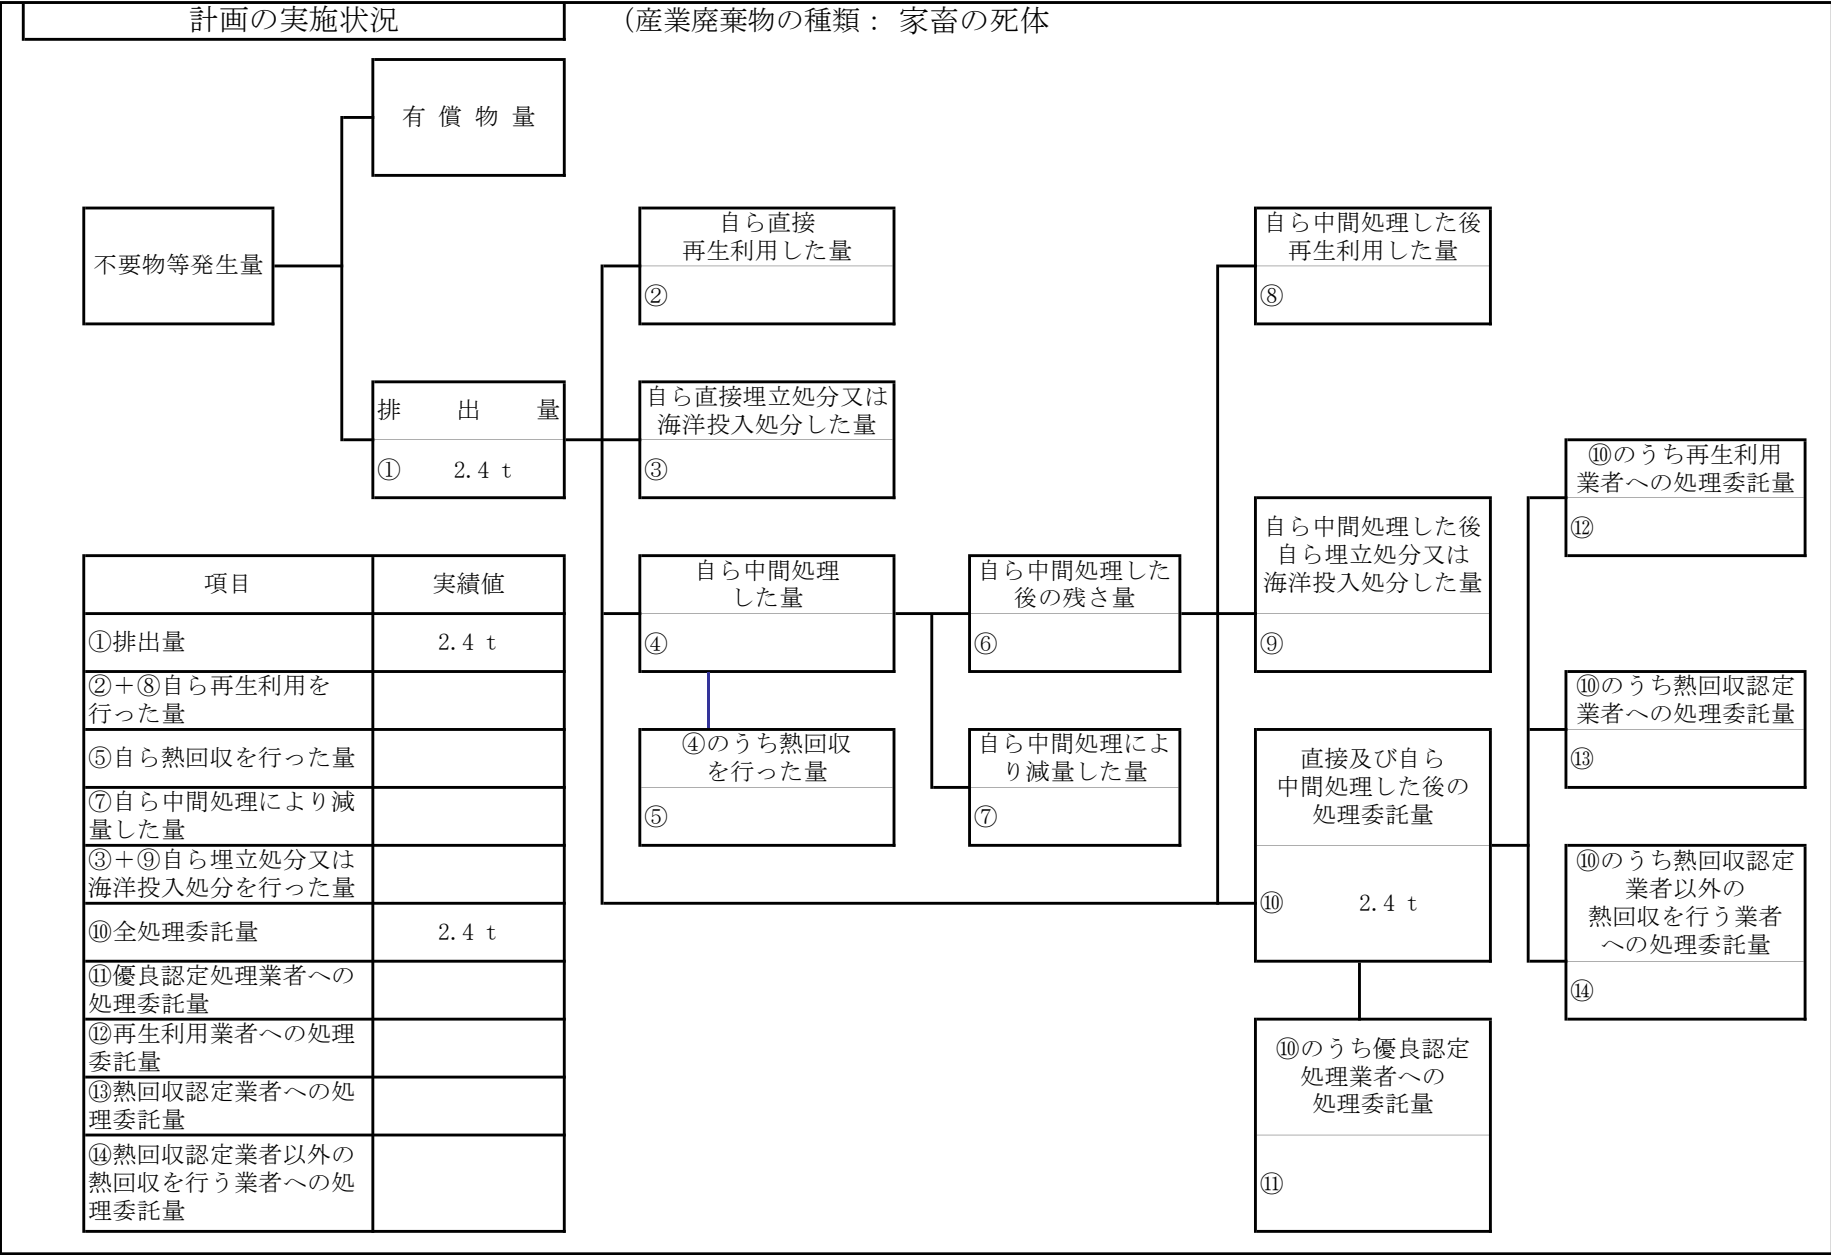 計画の実施状況
（産業廃棄物の種類： 家畜の死体
有 償 物 量
不要物等発生量
自ら直接
再生利用した量
②
自ら中間処理した後
再生利用した量
⑧
排 出 量
① 2.4 t
自ら直接埋立処分又は
海洋投入処分した量
③
⑩のうち再生利用
業者への処理委託量
⑫
自ら中間処理した後
自ら埋立処分又は
海洋投入処分した量
⑨
自ら中間処理
した量
④
自ら中間処理した
後の残さ量
⑥
④のうち熱回収
を行った量
⑤
自ら中間処理によ
り減量した量
⑦
直接及び自ら
中間処理した後の
処理委託量
⑩ 2.4 t
⑩のうち熱回収認定
業者への処理委託量
⑬
⑩のうち熱回収認定
業者以外の
熱回収を行う業者
への処理委託量
⑭
⑩のうち優良認定
処理業者への
処理委託量
⑪
項目 実績値
①排出量 2.4 t
②＋⑧自ら再生利用を
行った量
⑤自ら熱回収を行った量
⑦自ら中間処理により減
量した量
③＋⑨自ら埋立処分又は
海洋投入処分を行った量
⑩全処理委託量 2.4 t
⑪優良認定処理業者への
処理委託量
⑫再生利用業者への処理
委託量
⑬熱回収認定業者への処
理委託量
⑭熱回収認定業者以外の
熱回収を行う業者への処
理委託量